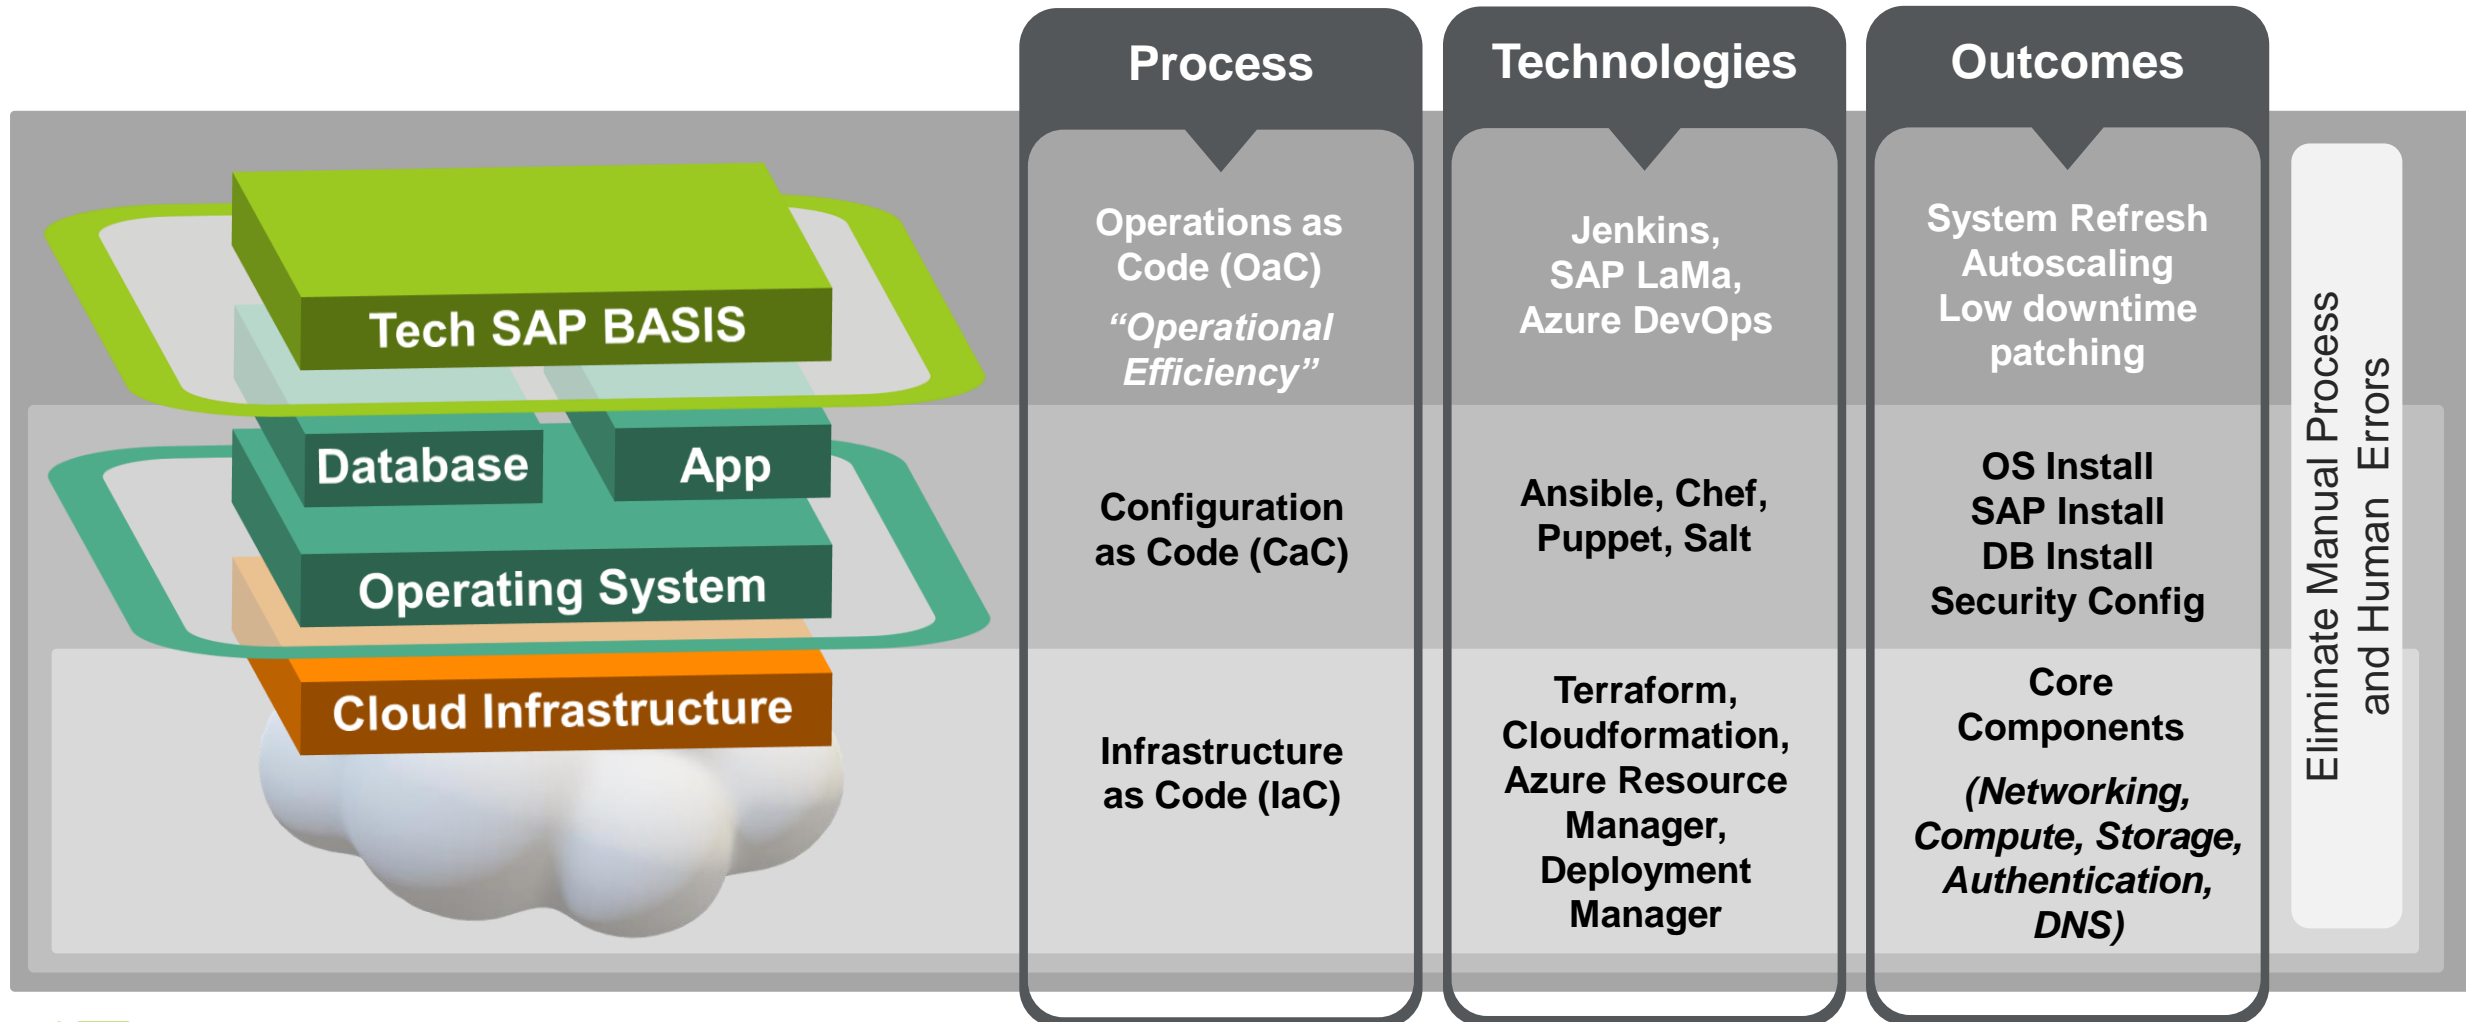 Process
Technologies
Outcomes
Tech SAP BASIS
Operations as
Code (OaC)
“Operational
Efficiency”
Jenkins,
SAP LaMa,
Azure DevOps
System Refresh
Autoscaling
Low downtime
patching
Database
App
Operating System
Configuration
as Code (CaC)
Ansible, Chef,
Puppet, Salt
OS Install
SAP Install
DB Install
Security Config
Cloud Infrastructure
Infrastructure
as Code (IaC)
Terraform,
Cloudformation,
Azure Resource
Manager,
Deployment
Manager
Core
Components
(Networking,
Compute, Storage,
Authentication,
DNS)
Eliminate Manual Process
and Human Errors